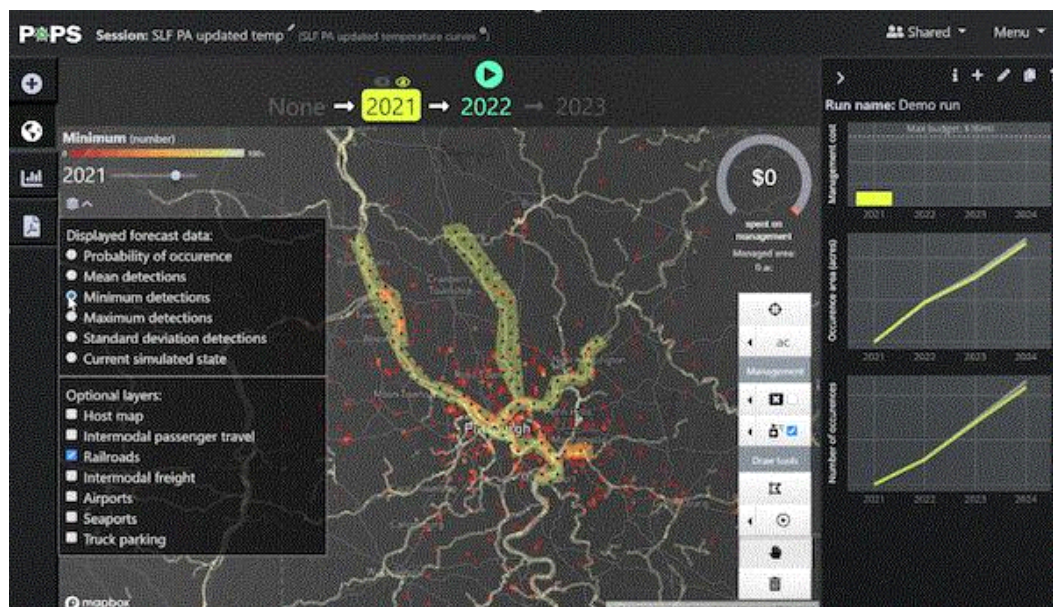 POPS Session: SLF PA updated temp (SLF PA updated temperature curves)
Shared Menu
None → 2021 → 2022 → 2023
Run name: Demo run
Minimum (number)
0
2021
Displayed forecast data:
Probability of occurence
Mean detections
Minimum detections
Maximum detections
Standard deviation detections
Current simulated state
Optional layers:
Host map
Intermodal passenger travel
Railroads
Intermodal freight
Airports
Seaports
Truck parking
mapbox
Pittsburgh
$0
spent on
management
Managed area:
0 ac
ac
Management
Draw tools
Management cost
2021 2022 2023 2024
Occurence area (acres)
2021 2022 2023 2024
Number of occurences
2021 2022 2023 2024